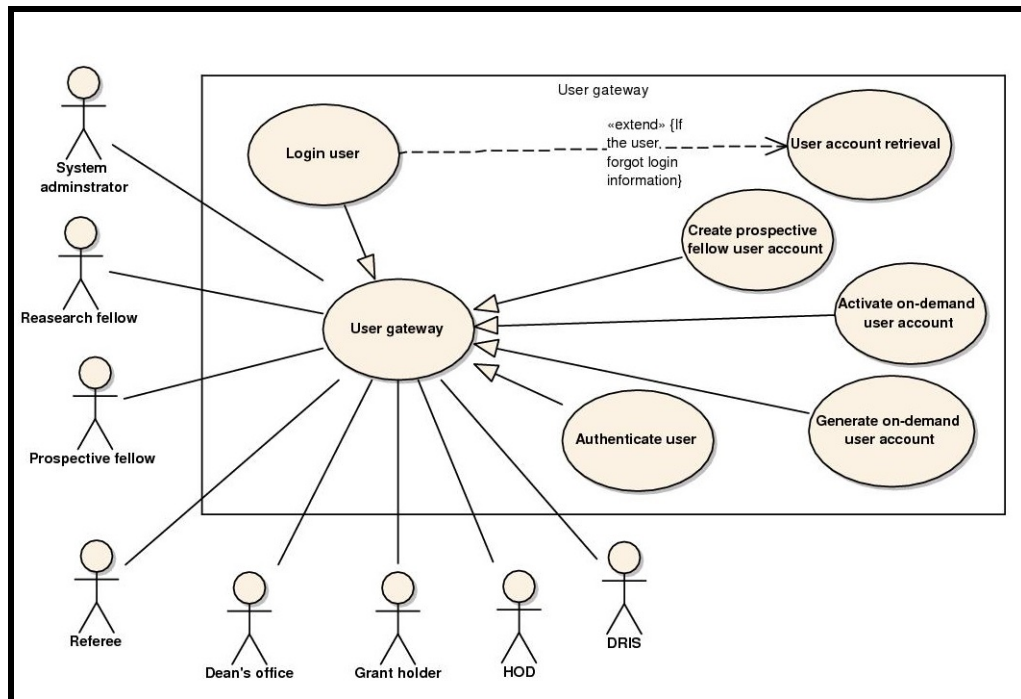 User gateway
«extend» {If
the user
forgot login
information}
Login user
User account retrieval
System
adminstrator
Create prospective
fellow user account
Reasearch fellow
User gateway
Activate on-demand
user account
Prospective fellow
Authenticate user
Generate on-demand
user account
Referee
Dean's office
Grant holder
HOD
DRIS